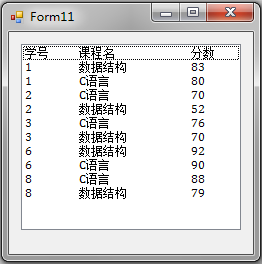 Form11
学号 课程名 分数
1 数据结构 83
1 C语言 80
2 C语言 70
2 数据结构 52
3 C语言 76
3 数据结构 70
6 数据结构 92
6 C语言 90
8 C语言 88
8 数据结构 79